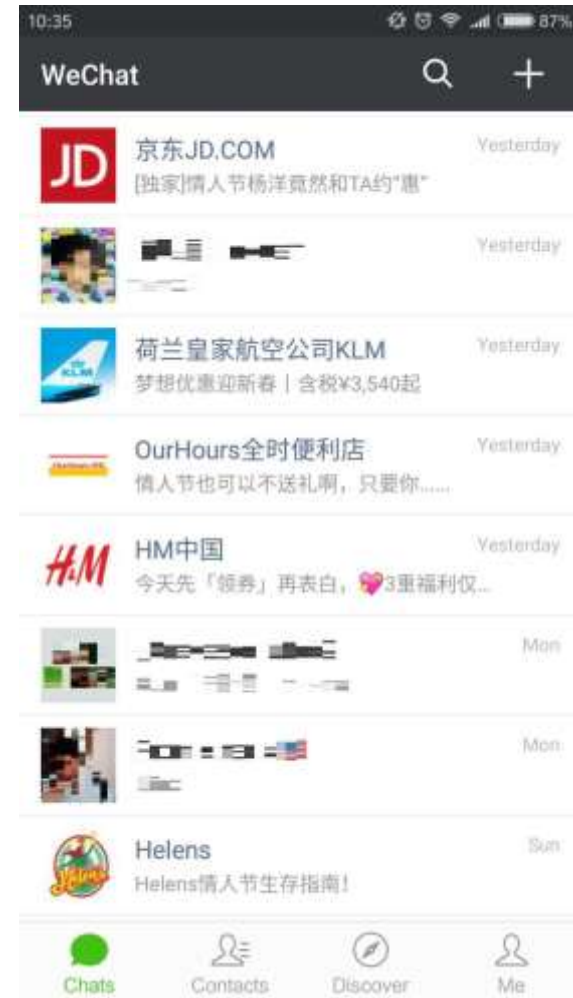 10:35
87%
WeChat
JD
京东JD.COM
Yesterday
[独家]情人节杨洋竟然和TA约"惠"
Yesterday
KLM
荷兰皇家航空公司KLM
Yesterday
梦想优惠迎新春｜含税¥3,540起
OurHours全时便利店
Yesterday
情人节也可以不送礼啊，只要你......
H&M
HM中国
Yesterday
今天先「领券」再表白，💝3重福利仅...
Mon
Mon
Helens
Helens
Sun
Helens情人节生存指南！
Chats
Contacts
Discover
Me